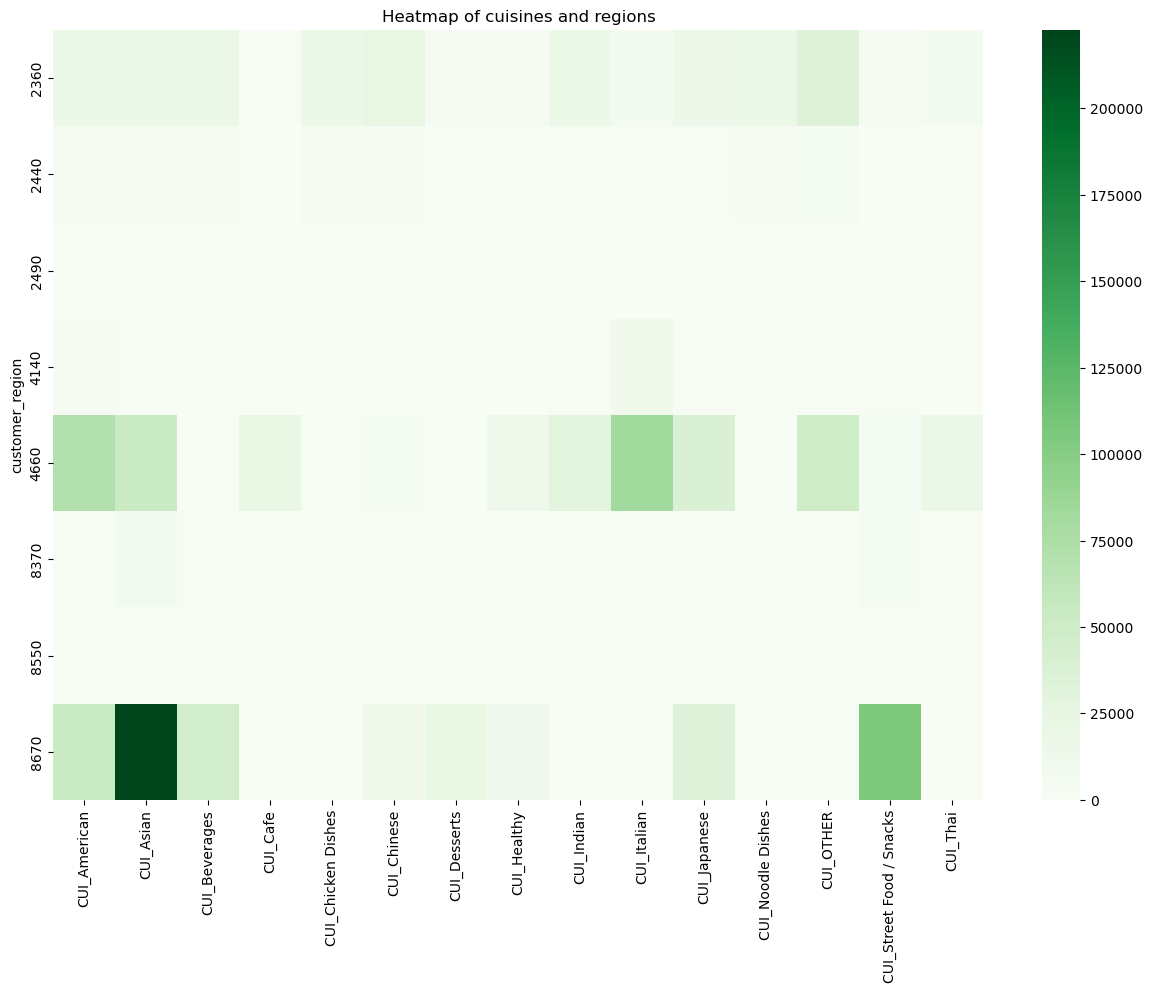 Heatmap of cuisines and regions
customer_region
2360
2440
2490
4140
4660
8370
8550
8670
CUI_American
CUI_Asian
CUI_Beverages
CUI_Cafe
CUI_Chicken Dishes
CUI_Chinese
CUI_Desserts
CUI_Healthy
CUI_Indian
CUI_Italian
CUI_Japanese
CUI_Noodle Dishes
CUI_OTHER
CUI_Street Food / Snacks
CUI_Thai
200000
175000
150000
125000
100000
75000
50000
25000
0